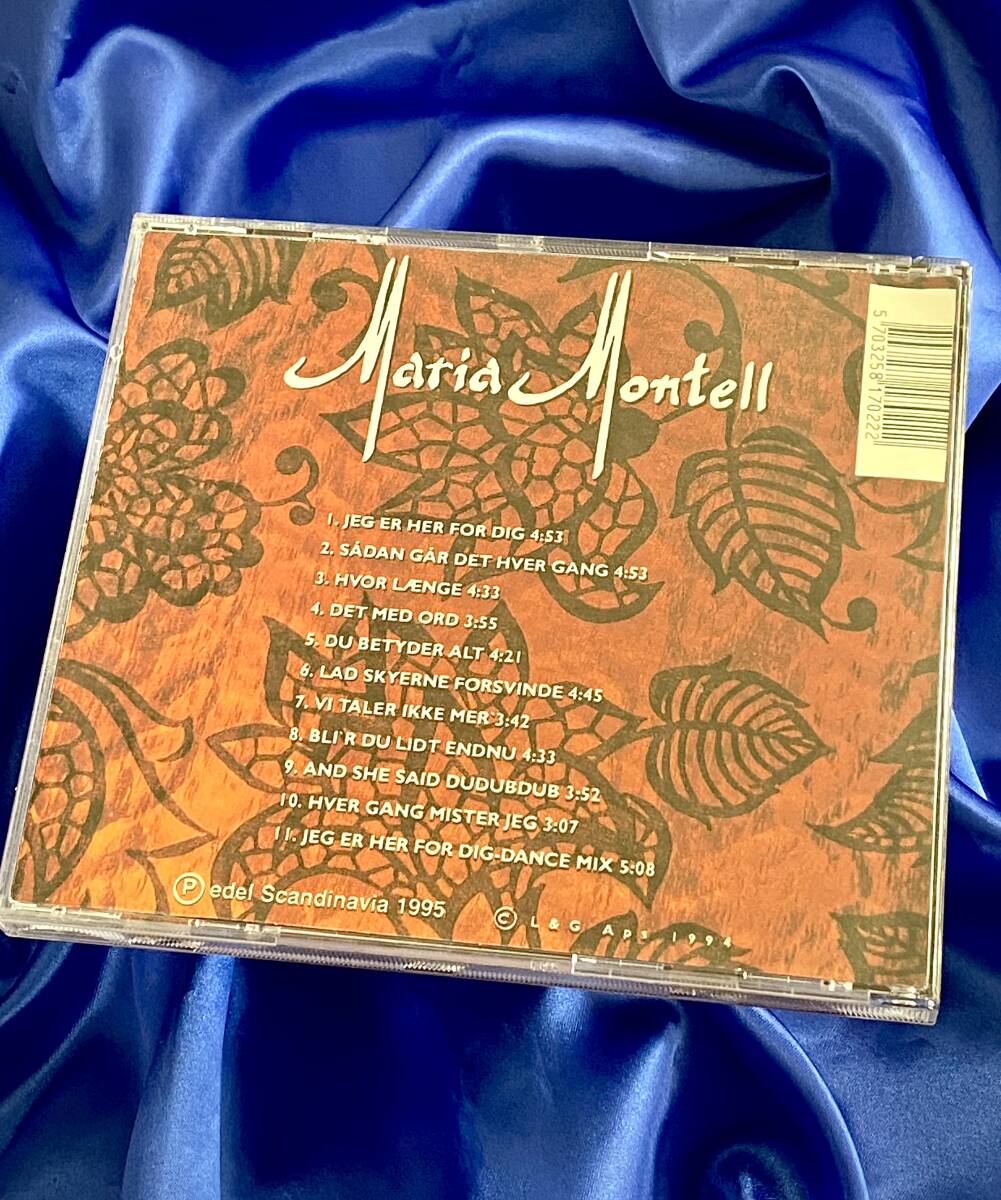 Maria Montell
5 703258 170222
1. JEG ER HER FOR DIG 4:53
2. SÅDAN GÅR DET HVER GANG 4:53
3. HVOR LÆNGE 4:33
4. DET MED ORD 3:55
5. DU BETYDER ALT 4:21
6. LAD SKYERNE FORSVINDE 4:45
7. VI TALER IKKE MER 3:42
8. BLI'R DU LIDT ENDNU 4:33
9. AND SHE SAID DUDUBDUB 3:52
10. HVER GANG MISTER JEG 3:07
11. JEG ER HER FOR DIG-DANCE MIX 5:08
Ⓟ edel Scandinavia 1995
© L & G Aps 1994